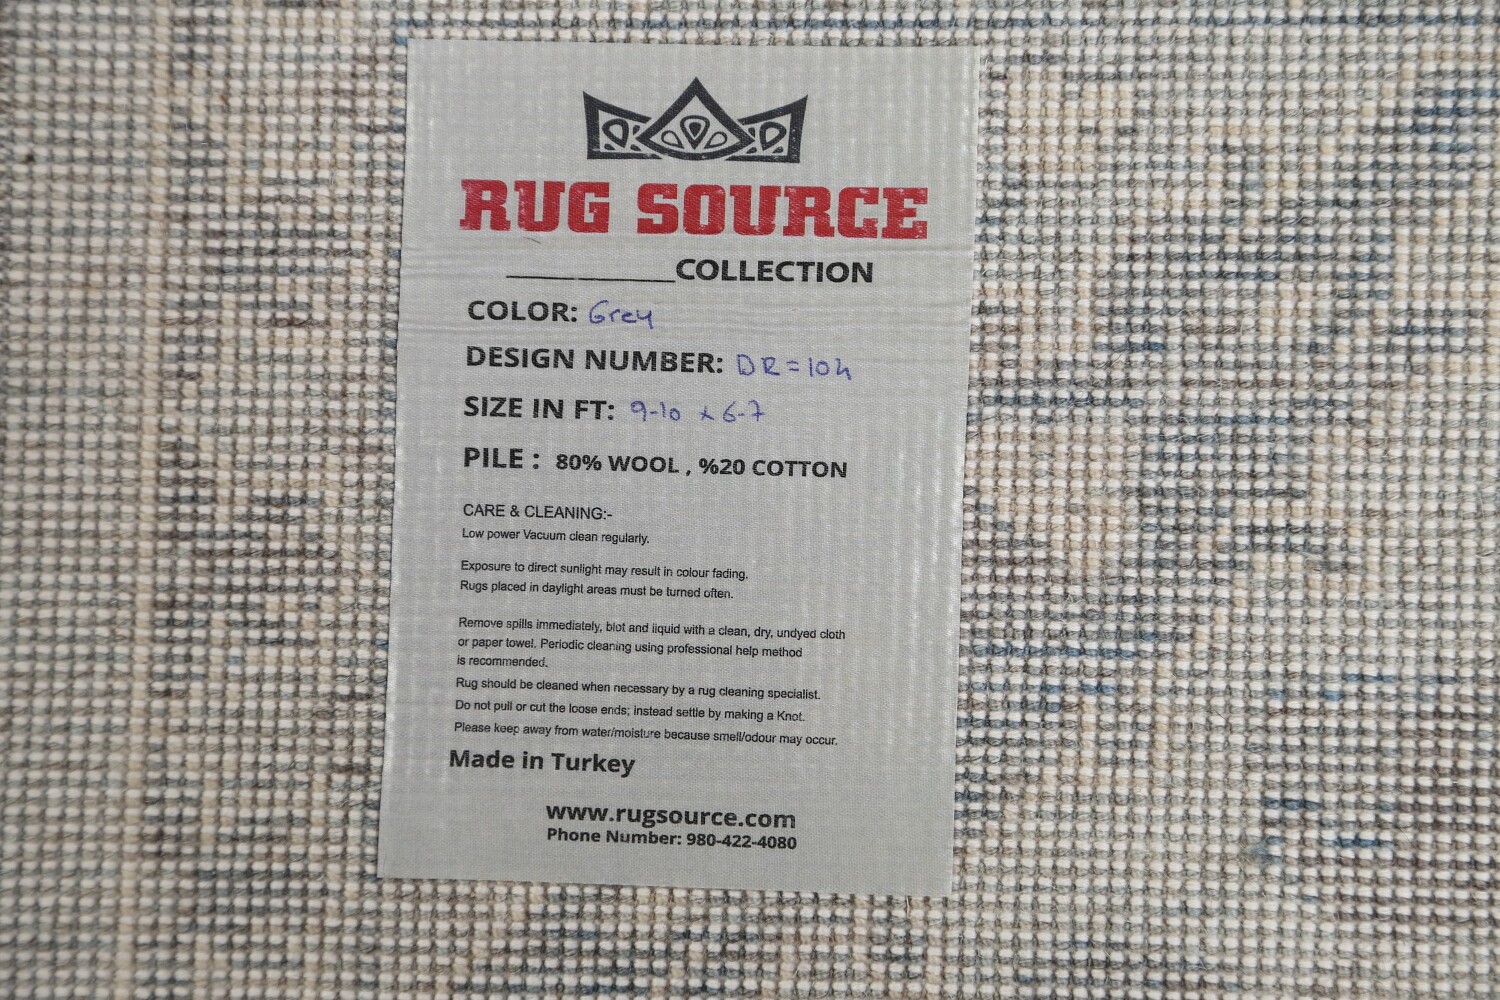 RUG SOURCE
__________COLLECTION
COLOR: Grey
DESIGN NUMBER: DR=104
SIZE IN FT: 9-10 x 6-7
PILE : 80% WOOL , %20 COTTON
CARE & CLEANING:-
Low power Vacuum clean regularly.
Exposure to direct sunlight may result in colour fading.
Rugs placed in daylight areas must be turned often.
Remove spills immediately, blot and liquid with a clean, dry, undyed cloth
or paper towel. Periodic cleaning using professional help method
is recommended.
Rug should be cleaned when necessary by a rug cleaning specialist.
Do not pull or cut the loose ends; instead settle by making a Knot.
Please keep away from water/moisture because smell/odour may occur.
Made in Turkey
www.rugsource.com
Phone Number: 980-422-4080